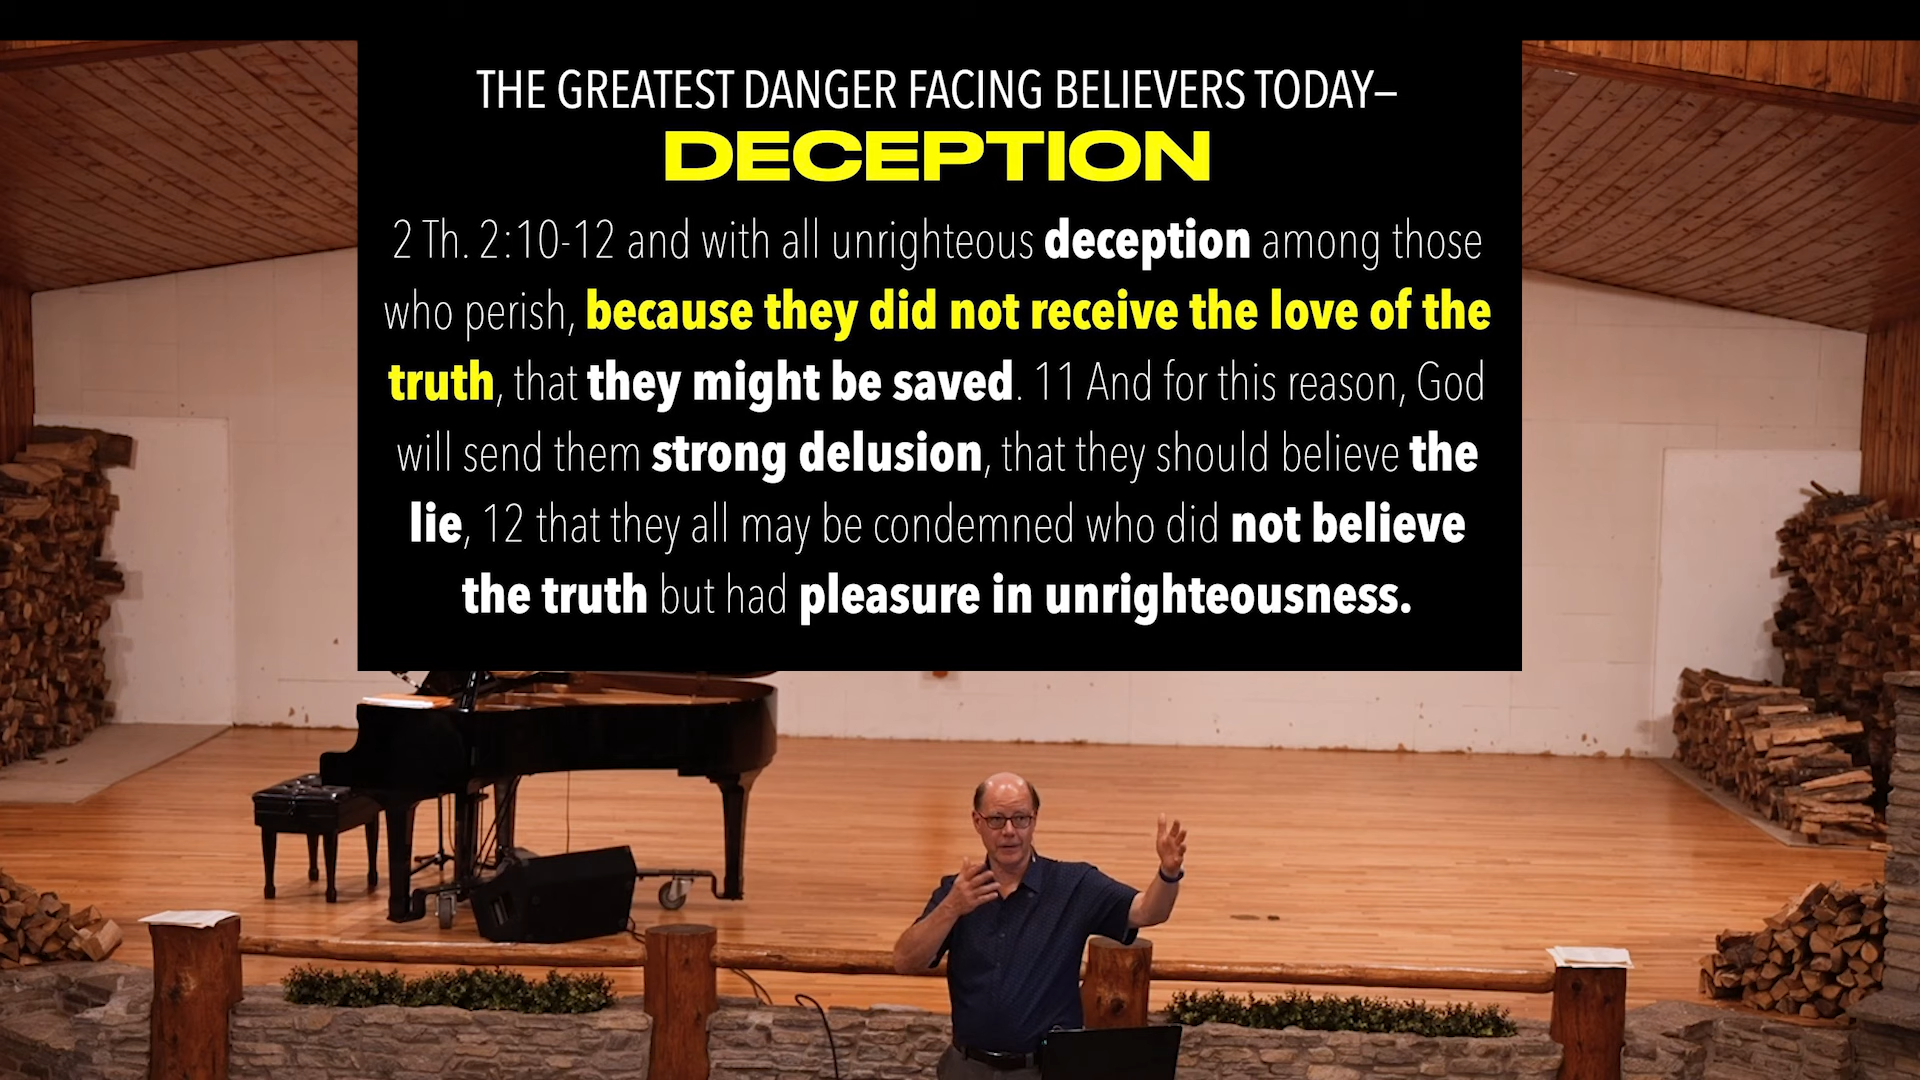 THE GREATEST DANGER FACING BELIEVERS TODAY—
DECEPTION
2 Th. 2:10-12 and with all unrighteous deception among those
who perish, because they did not receive the love of the
truth, that they might be saved. 11 And for this reason, God
will send them strong delusion, that they should believe the
lie, 12 that they all may be condemned who did not believe
the truth but had pleasure in unrighteousness.